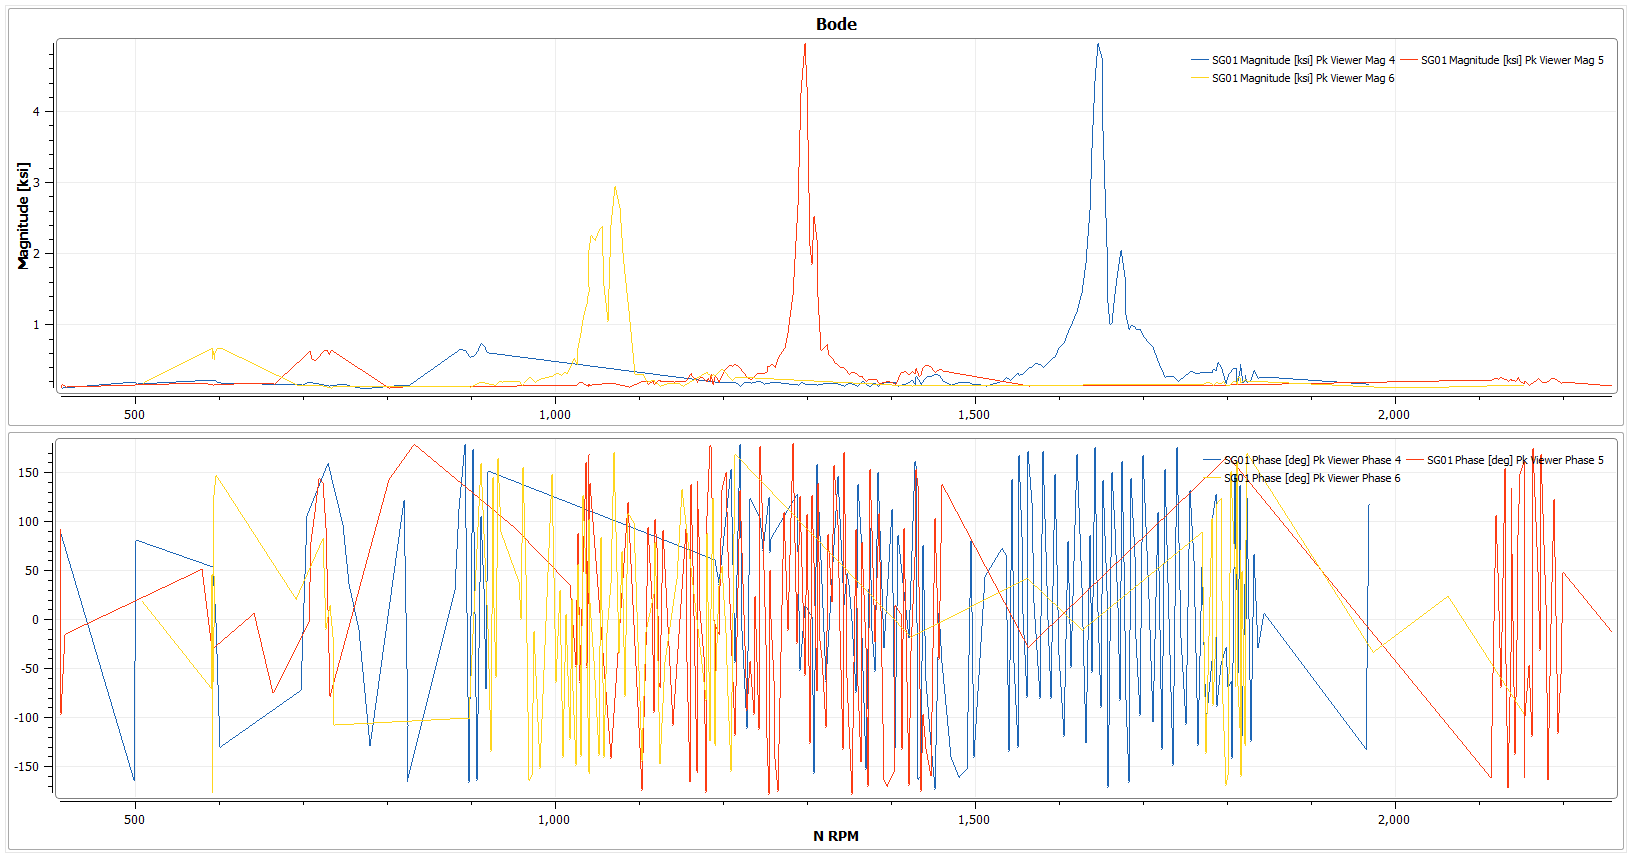 Bode
SG01 Magnitude [ksi] Pk Viewer Mag 4 SG01 Magnitude [ksi] Pk Viewer Mag 5
SG01 Magnitude [ksi] Pk Viewer Mag 6
Magnitude [ksi]
4
3
2
1
500 1,000 1,500 2,000
SG01 Phase [deg] Pk Viewer Phase 4 SG01 Phase [deg] Pk Viewer Phase 5
SG01 Phase [deg] Pk Viewer Phase 6
150
100
50
0
-50
-100
-150
500 1,000 1,500 2,000
N RPM